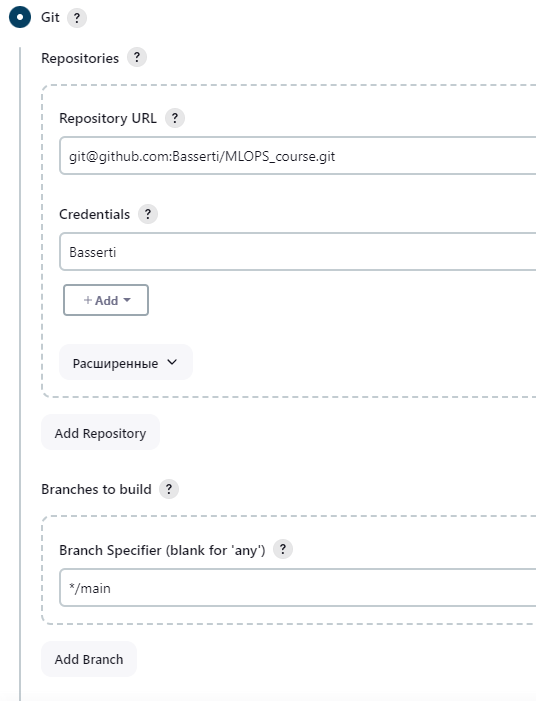 Git ?
Repositories ?
Repository URL ?
git@github.com:Basserti/MLOPS_course.git
Credentials ?
Basserti
+ Add
Расширенные
Add Repository
Branches to build ?
Branch Specifier (blank for 'any') ?
*/main
Add Branch